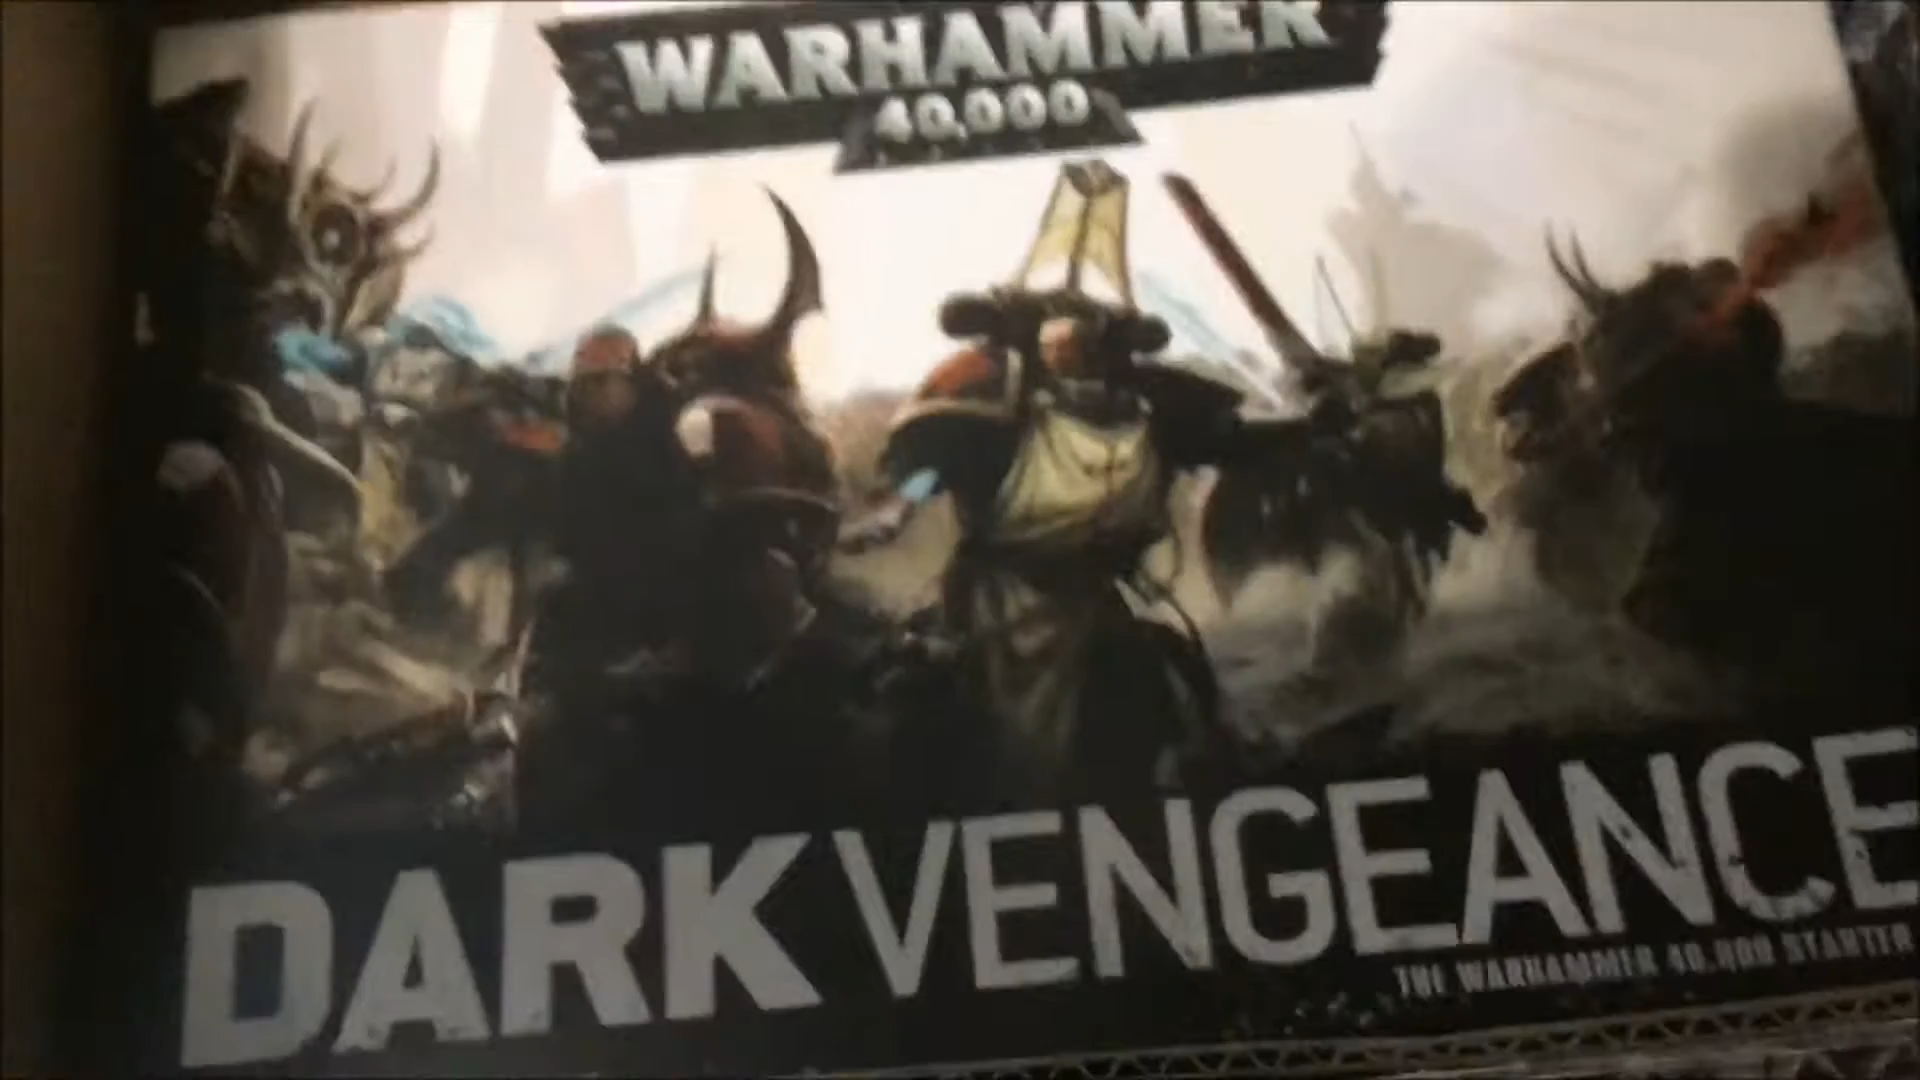 WARHAMMER
40,000
DARK VENGEANCE
THE WARHAMMER 40,000 STARTER